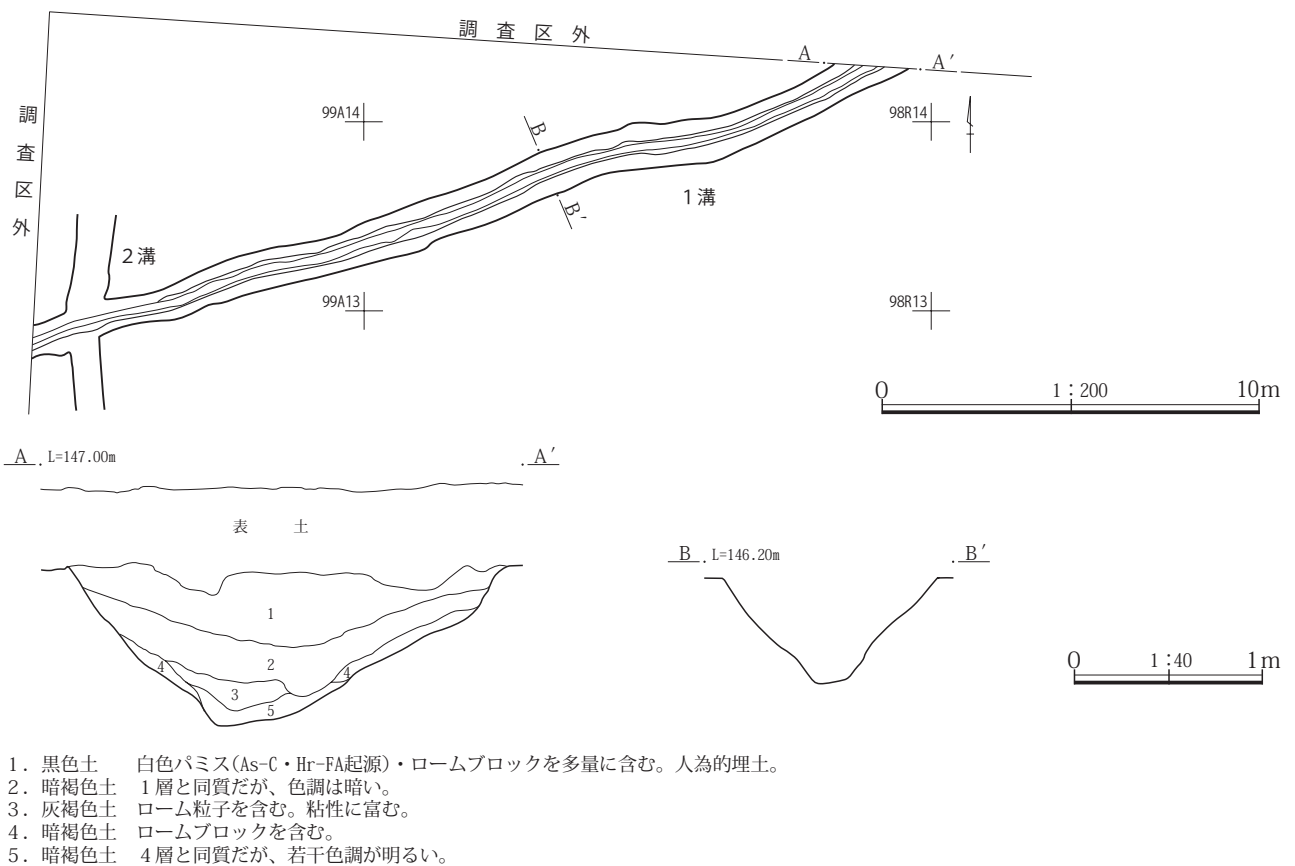 調査区外
A
A′
調査区外
99A14
98R14
B
B′
1溝
2溝
99A13
98R13
0 1：200 10m
A L=147.00m A′
表 土
B L=146.20m B′
1
2
4
4
3
5
0 1：40 1m
1．黒色土 白色パミス(As-C・Hr-FA起源)・ロームブロックを多量に含む。人為的埋土。
2．暗褐色土 1層と同質だが、色調は暗い。
3．灰褐色土 ローム粒子を含む。粘性に富む。
4．暗褐色土 ロームブロックを含む。
5．暗褐色土 4層と同質だが、若干色調が明るい。